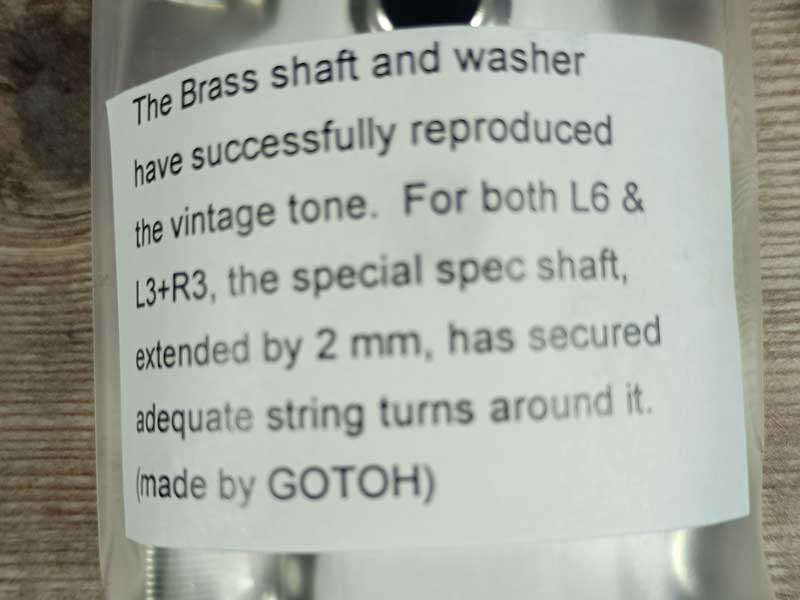 The Brass shaft and washer
have successfully reproduced
the vintage tone.  For both L6 &
L3+R3, the special spec shaft,
extended by 2 mm, has secured
adequate string turns around it.
(made by GOTOH)